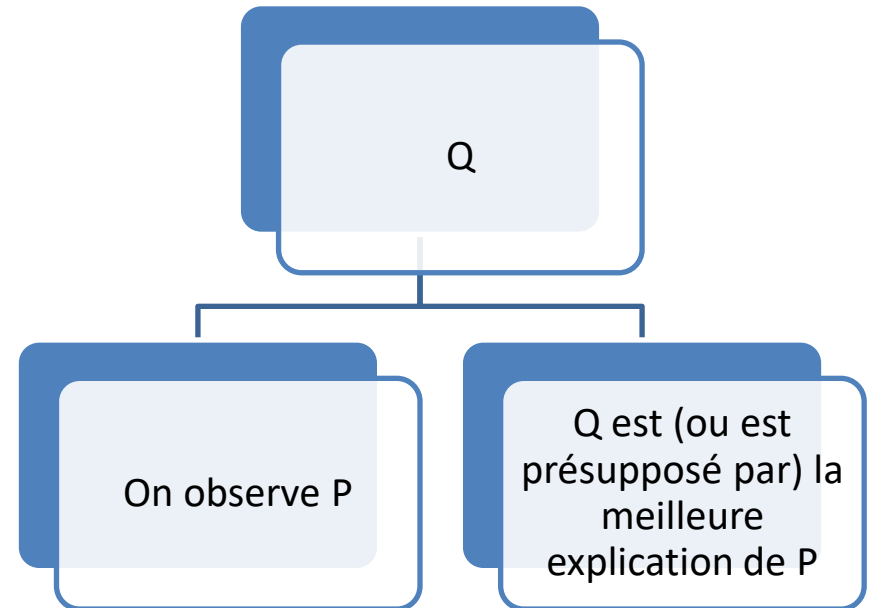 Q
On observe P
Q est (ou est
présupposé par) la
meilleure
explication de P